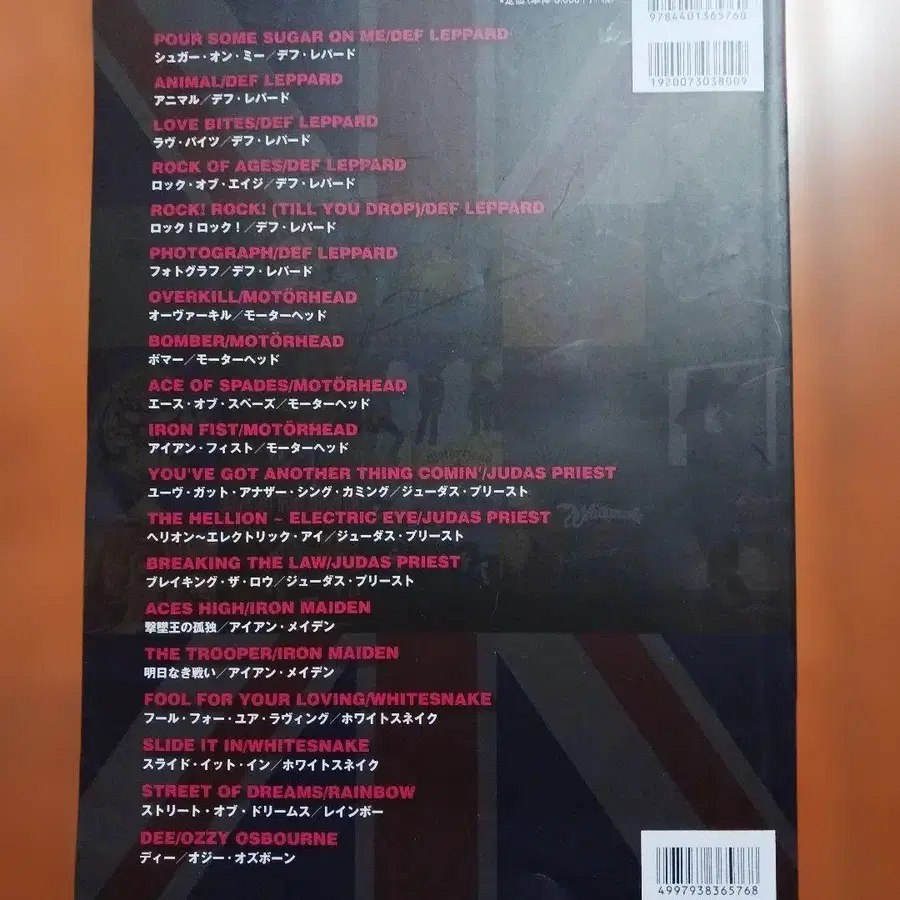 9784401365760
1920073038009
POUR SOME SUGAR ON ME/DEF LEPPARD
シュガー・オン・ミー／デフ・レパード
ANIMAL/DEF LEPPARD
アニマル／デフ・レパード
LOVE BITES/DEF LEPPARD
ラヴ・バイツ／デフ・レパード
ROCK OF AGES/DEF LEPPARD
ロック・オブ・エイジ／デフ・レパード
ROCK! ROCK! (TILL YOU DROP)/DEF LEPPARD
ロック！ロック！／デフ・レパード
PHOTOGRAPH/DEF LEPPARD
フォトグラフ／デフ・レパード
OVERKILL/MOTÖRHEAD
オーヴァーキル／モーターヘッド
BOMBER/MOTÖRHEAD
ボマー／モーターヘッド
ACE OF SPADES/MOTÖRHEAD
エース・オブ・スペーズ／モーターヘッド
IRON FIST/MOTÖRHEAD
アイアン・フィスト／モーターヘッド
YOU'VE GOT ANOTHER THING COMIN'/JUDAS PRIEST
ユーヴ・ガット・アナザー・シング・カミング／ジューダス・プリースト
THE HELLION ~ ELECTRIC EYE/JUDAS PRIEST
ヘリオン〜エレクトリック・アイ／ジューダス・プリースト
Whitesnake
BREAKING THE LAW/JUDAS PRIEST
ブレイキング・ザ・ロウ／ジューダス・プリースト
ACES HIGH/IRON MAIDEN
撃墜王の孤独／アイアン・メイデン
THE TROOPER/IRON MAIDEN
明日なき戦い／アイアン・メイデン
FOOL FOR YOUR LOVING/WHITESNAKE
フール・フォー・ユア・ラヴィング／ホワイトスネイク
SLIDE IT IN/WHITESNAKE
スライド・イット・イン／ホワイトスネイク
STREET OF DREAMS/RAINBOW
ストリート・オブ・ドリームス／レインボー
DEE/OZZY OSBOURNE
ディー／オジー・オズボーン
4997938365768